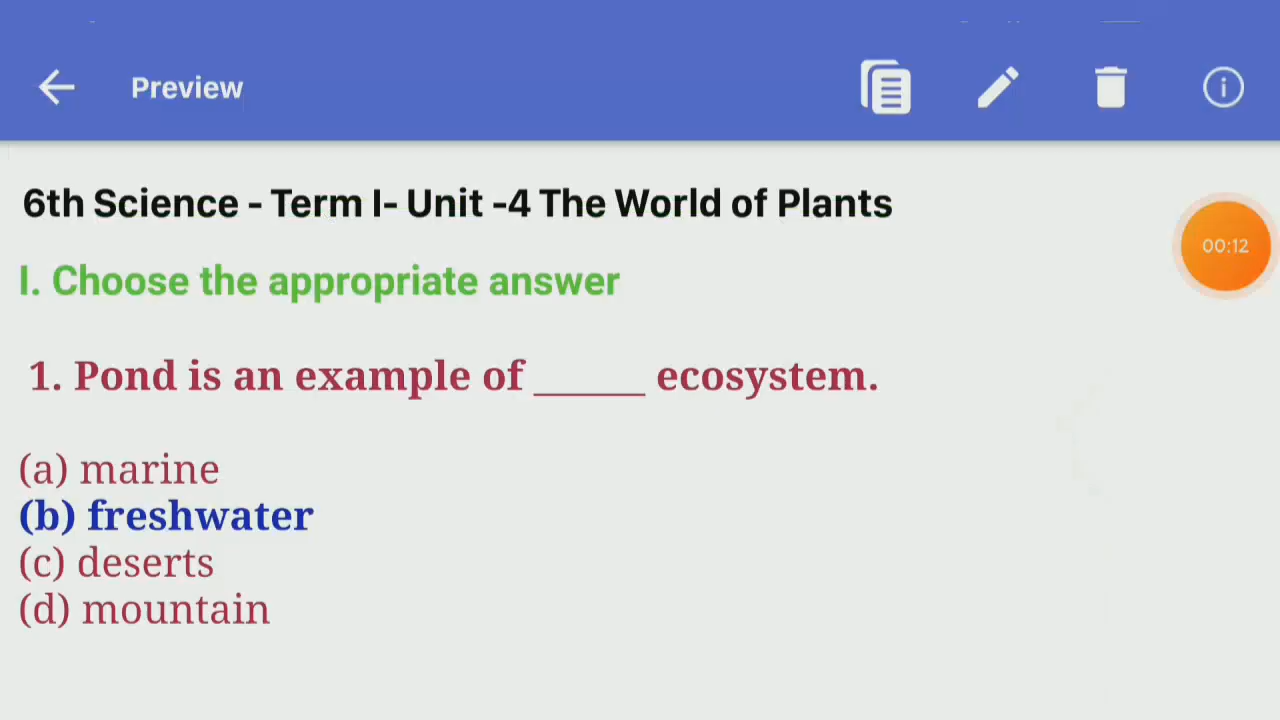 Preview
6th Science - Term I- Unit -4 The World of Plants
00:12
I. Choose the appropriate answer
1. Pond is an example of _____ ecosystem.
(a) marine
(b) freshwater
(c) deserts
(d) mountain